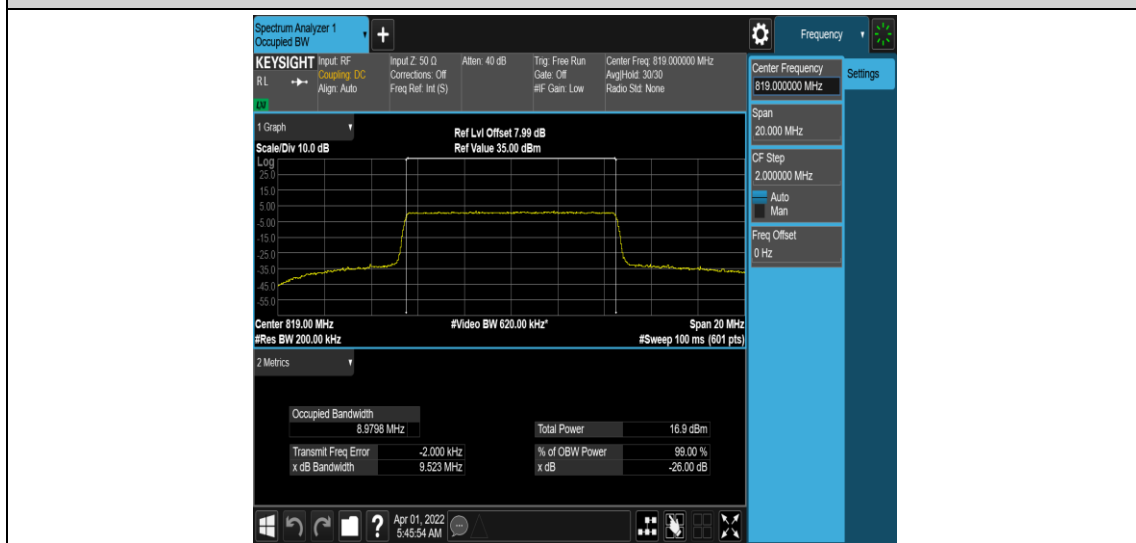 Spectrum Analyzer 1
Occupied BW
Frequency
KEYSIGHT
RL
Input: RF
Coupling: DC
Align: Auto
Input Z: 50 Ω
Corrections: Off
Freq Ref: Int (S)
Atten: 40 dB
Trig: Free Run
Gate: Off
#IF Gain: Low
Center Freq: 819.000000 MHz
Avg|Hold: 30/30
Radio Std: None
Center Frequency
819.000000 MHz
Settings
Span
20.000 MHz
CF Step
2.000000 MHz
Auto
Man
Freq Offset
0 Hz
1 Graph
Scale/Div 10.0 dB
Ref Lvl Offset 7.99 dB
Ref Value 35.00 dBm
Log
25.0
15.0
5.00
-5.00
-15.0
-25.0
-35.0
-45.0
-55.0
Center 819.00 MHz
#Video BW 620.00 kHz*
Span 20 MHz
#Res BW 200.00 kHz
#Sweep 100 ms (601 pts)
2 Metrics
Occupied Bandwidth
8.9798 MHz
Total Power 16.9 dBm
Transmit Freq Error -2.000 kHz
% of OBW Power 99.00 %
x dB Bandwidth 9.523 MHz
x dB -26.00 dB
Apr 01, 2022
5:45:54 AM